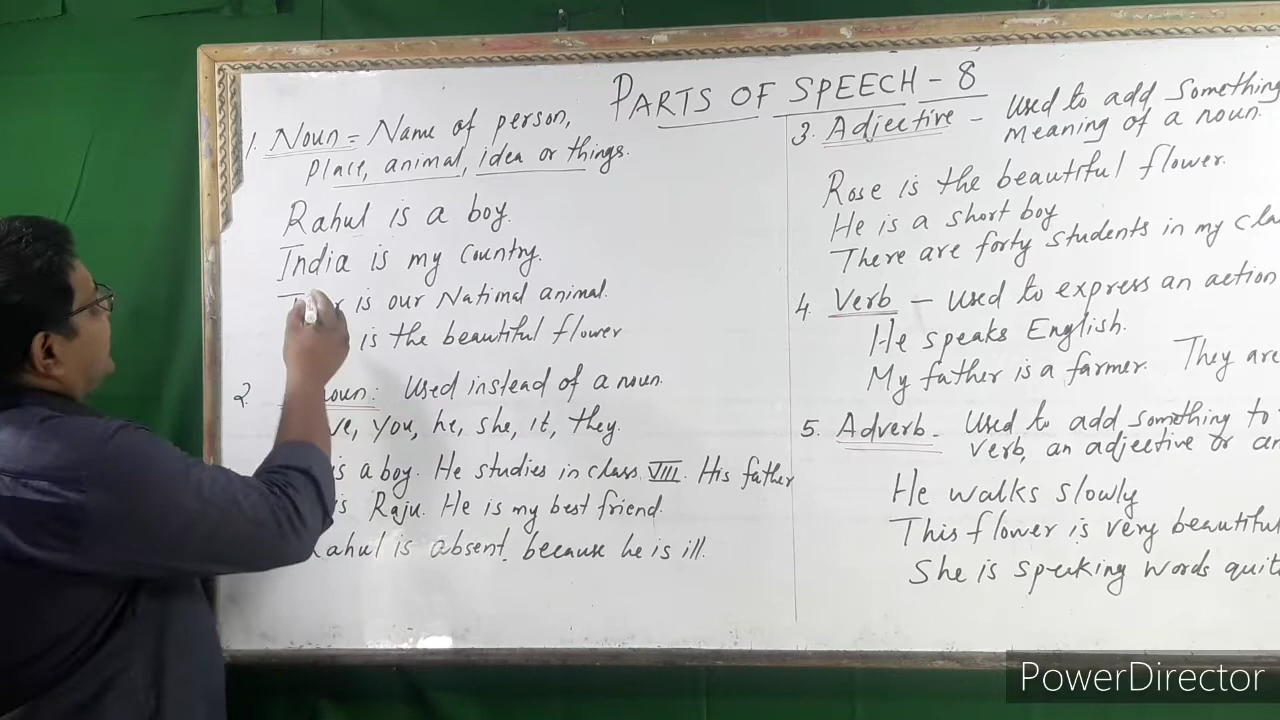 PARTS OF SPEECH - 8
1. Noun = Name of person,
Place, animal, idea or things.
Rahul is a boy.
India is my Country.
is our National animal.
is the beautiful flower
2. noun: Used instead of a noun.
you, he, she, it, they.
is a boy. He studies in class VIII. His father
is Raju. He is my best friend.
Rahul is absent because he is ill.
3. Adjective - Used to add Something
meaning of a noun.
Rose is the beautiful flower.
He is a short boy
There are forty students in my
4. Verb - Used to express an action
He speaks English.
My father is a farmer. They are
5. Adverb - Used to add something to
verb, an adjective or
He walks slowly
This flower is very beautiful
She is speaking words
PowerDirector